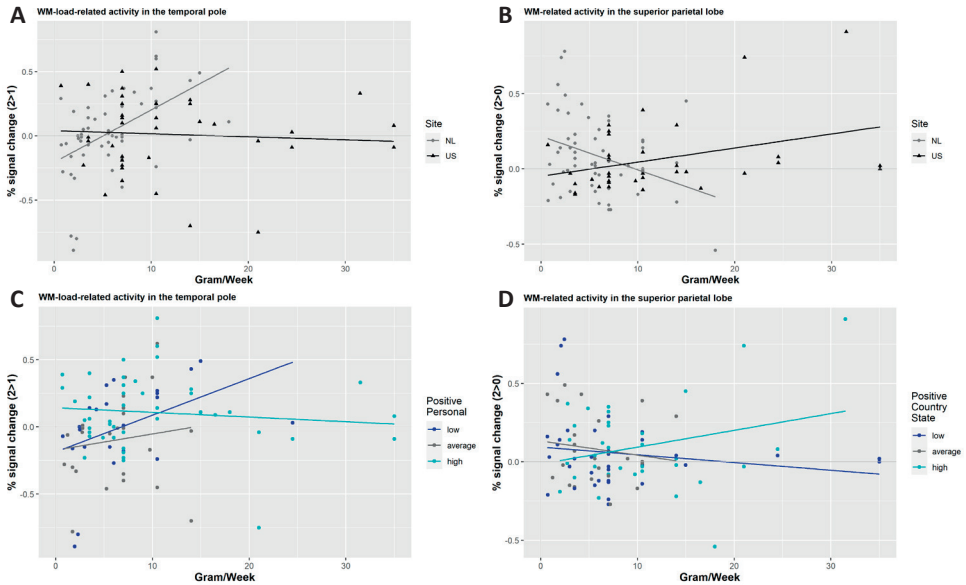 A
WM-load-related activity in the temporal pole
% signal change (2>1)
0.5
0.0
-0.5
0
10
20
30
Gram/Week
Site
NL
US
B
WM-related activity in the superior parietal lobe
% signal change (2>0)
0.5
0.0
-0.5
0
10
20
30
Gram/Week
Site
NL
US
C
WM-load-related activity in the temporal pole
% signal change (2>1)
0.5
0.0
-0.5
0
10
20
30
Gram/Week
Positive
Personal
low
average
high
D
WM-related activity in the superior parietal lobe
% signal change (2>0)
0.5
0.0
-0.5
0
10
20
30
Gram/Week
Positive
Country
State
low
average
high